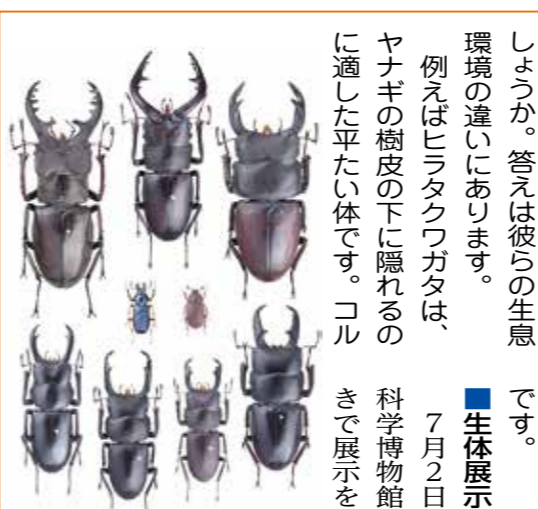 しょうか。答えは彼らの生息
環境の違いにあります。
例えばヒラタクワガタは、
ヤナギの樹皮の下に隠れるの
に適した平たい体です。コル
です。
■生体展示
７月２日
科学博物館
きで展示を